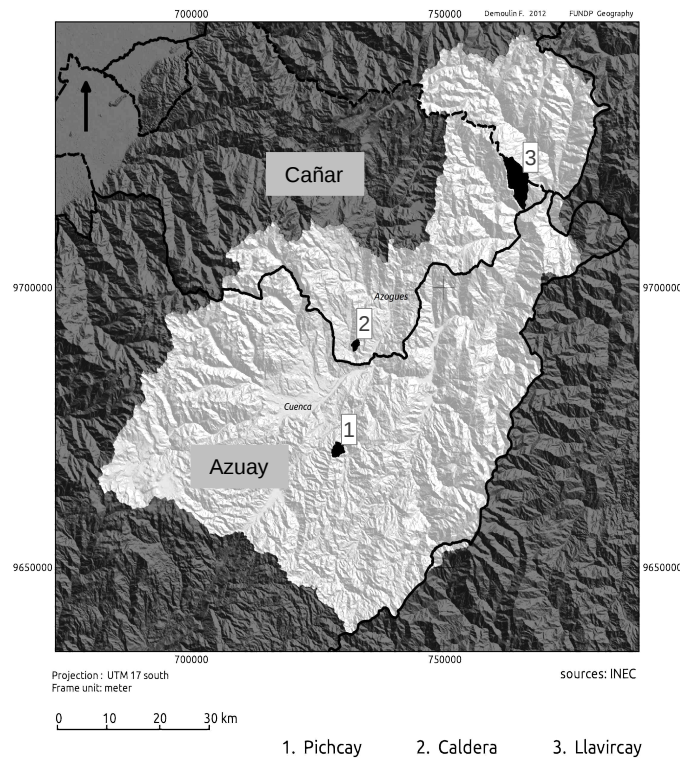 700000 750000 Demoulin F. 2012 FUNDP Geography
3
Cañar
9700000 9700000
Azogues
2
Cuenca
1
Azuay
9650000 9650000
700000 750000
Projection : UTM 17 south sources: INEC
Frame unit: meter
0 10 20 30 km
1. Pichcay 2. Caldera 3. Llavircay